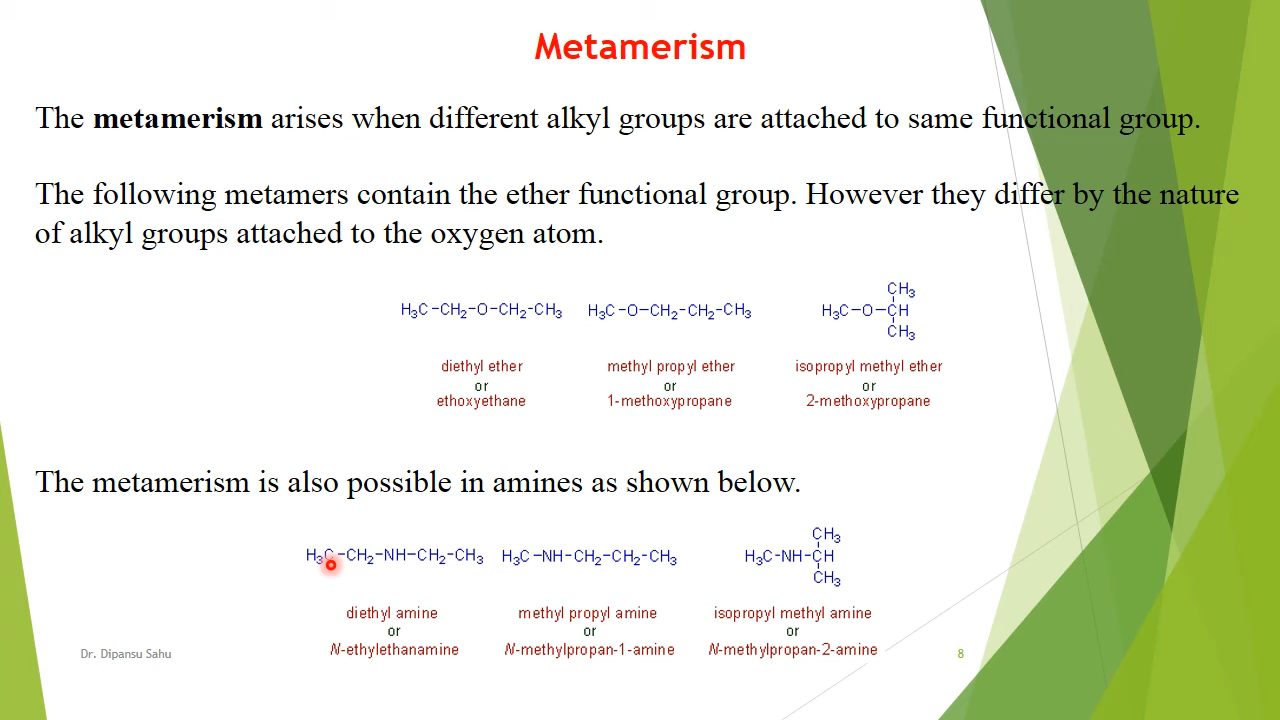 Metamerism
The metamerism arises when different alkyl groups are attached to same functional group.
The following metamers contain the ether functional group. However they differ by the nature
of alkyl groups attached to the oxygen atom.
H₃C-CH₂-O-CH₂-CH₃
diethyl ether
or
ethoxyethane
H₃C-O-CH₂-CH₂-CH₃
methyl propyl ether
or
1-methoxypropane
CH₃
H₃C-O-CH
CH₃
isopropyl methyl ether
or
2-methoxypropane
The metamerism is also possible in amines as shown below.
H₃C-CH₂-NH-CH₂-CH₃
diethyl amine
or
N-ethylethanamine
H₃C-NH-CH₂-CH₂-CH₃
methyl propyl amine
or
N-methylpropan-1-amine
CH₃
H₃C-NH-CH
CH₃
isopropyl methyl amine
or
N-methylpropan-2-amine
Dr. Dipansu Sahu
8